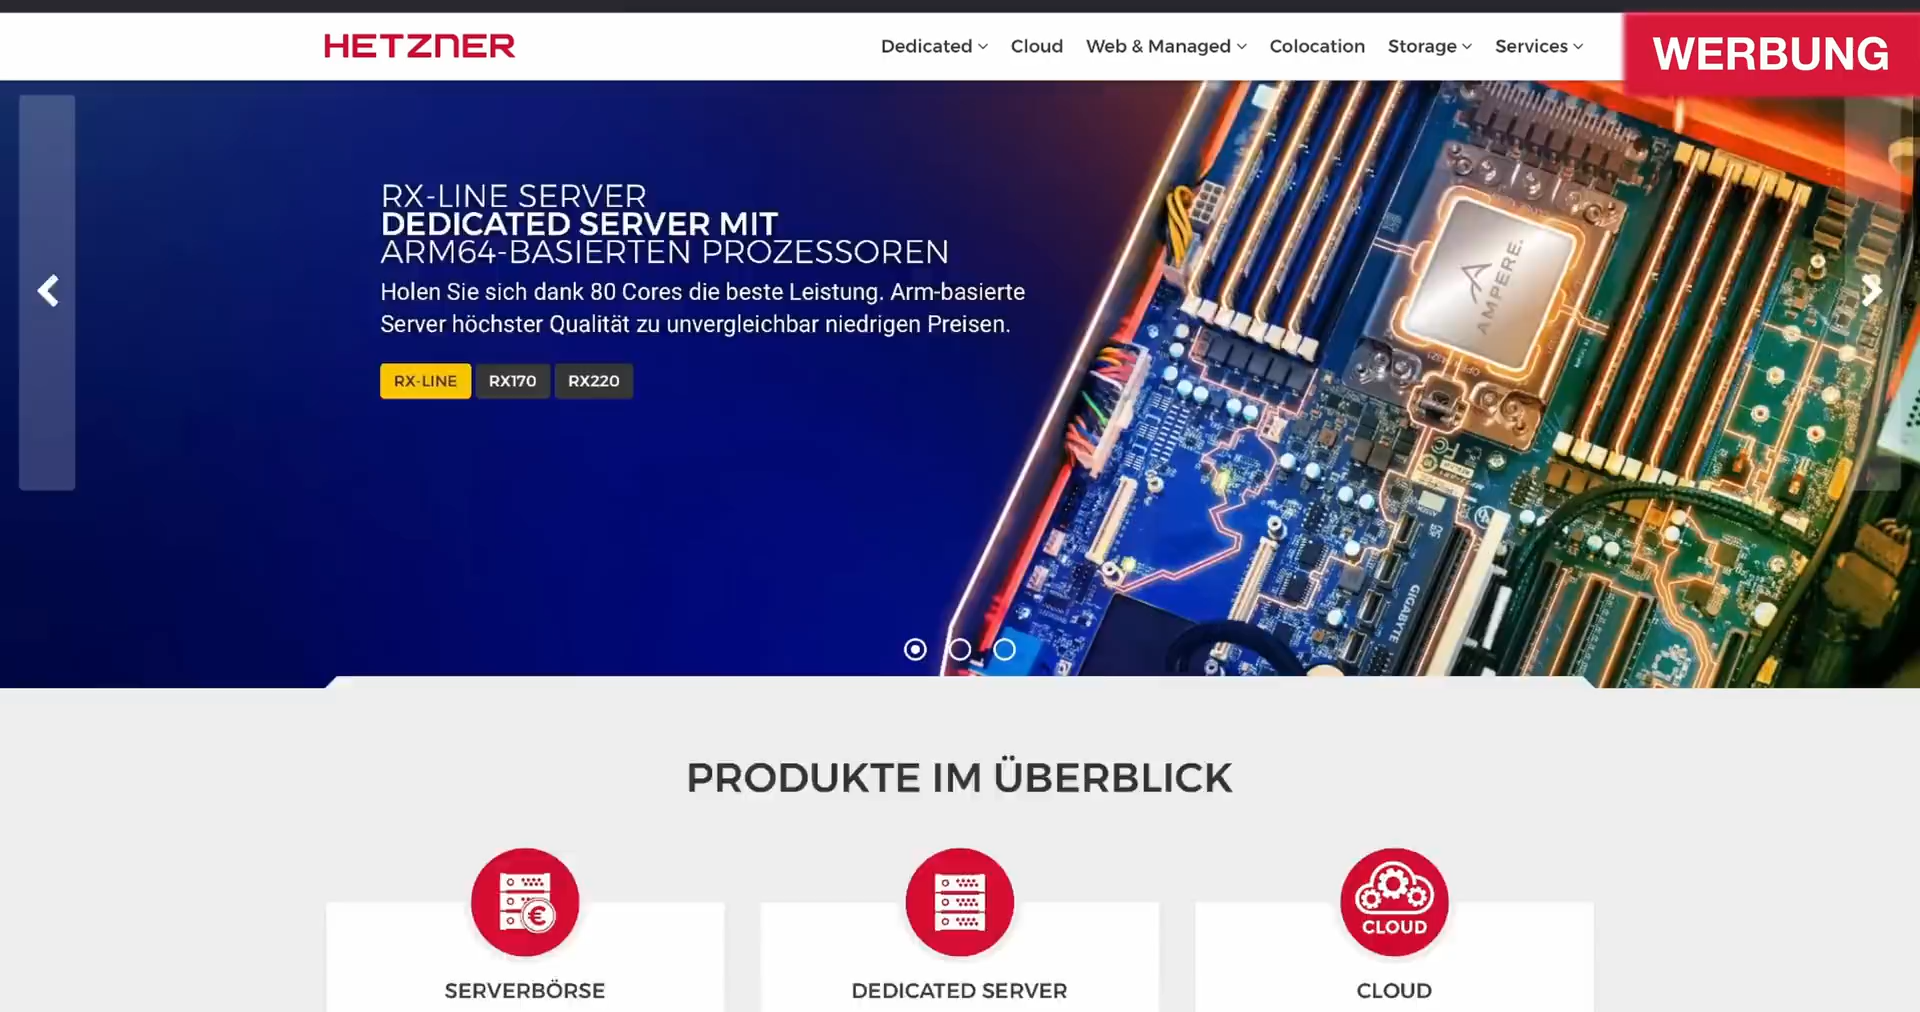 HETZNER
Dedicated
Cloud
Web & Managed
Colocation
Storage
Services
WERBUNG
RX-LINE SERVER
DEDICATED SERVER MIT
ARM64-BASIERTEN PROZESSOREN
Holen Sie sich dank 80 Cores die beste Leistung. Arm-basierte
Server höchster Qualität zu unvergleichbar niedrigen Preisen.
RX-LINE
RX170
RX220
AMPERE.
GIGABYTE
PRODUKTE IM ÜBERBLICK
CLOUD
SERVERBÖRSE
DEDICATED SERVER
CLOUD